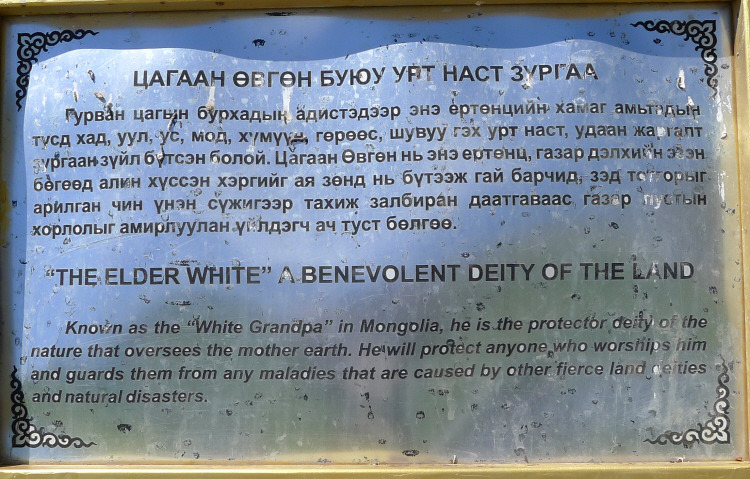 ЦАГААН ӨВГӨН БУЮУ УРТ НАСТ ЗУРГАА
Гурван цагын бурхадын адистэдээр энэ ертөнцийн хамаг амьтадын
тусд хад, уул, ус, мод, хүмүүн, гөрөөс, шувуу гэх урт наст, удаан жаргалт
зургаан зүйл бүтсэн болой. Цагаан Өвгөн нь энэ ертөнц, газар дэлхийн эзэн
бөгөөд алин хүссэн хэргийг ая зөнд нь бүтээж гай барчид, зэд тотгорыг
арилган чин үнэн сүжигээр тахиж залбиран даатгаваас газар нустын
хорлолыг амирлуулан үйлдэгч ач туст бөлгөө.
“THE ELDER WHITE” A BENEVOLENT DEITY OF THE LAND
Known as the “White Grandpa” in Mongolia, he is the protector deity of the
nature that oversees the mother earth. He will protect anyone who worships him
and guards them from any maladies that are caused by other fierce land deities
and natural disasters.